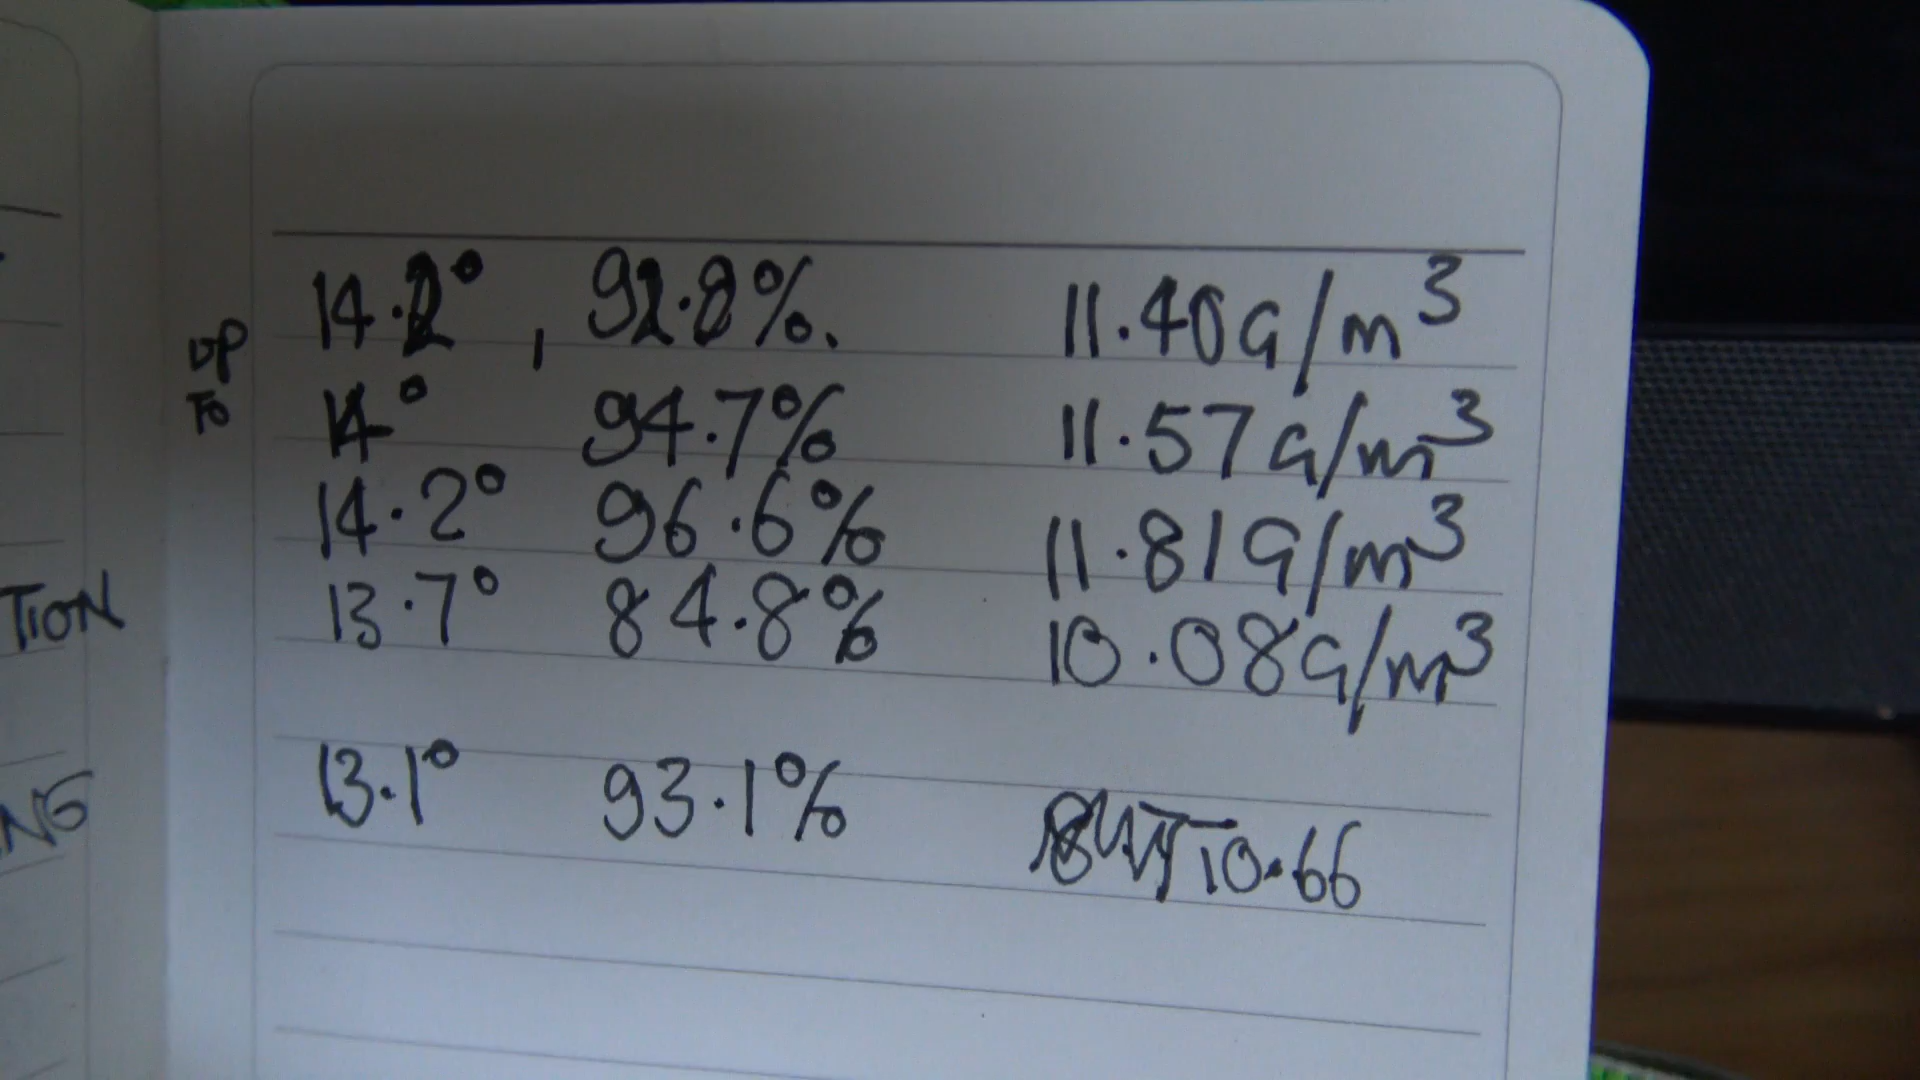 14.2°, 92.8%. 11.40g/m³
UP TO 14° 94.7% 11.57g/m³
14.2° 96.6% 11.81g/m³
13.7° 84.8% 10.08g/m³
13.1° 93.1% 10.66
TION
NG